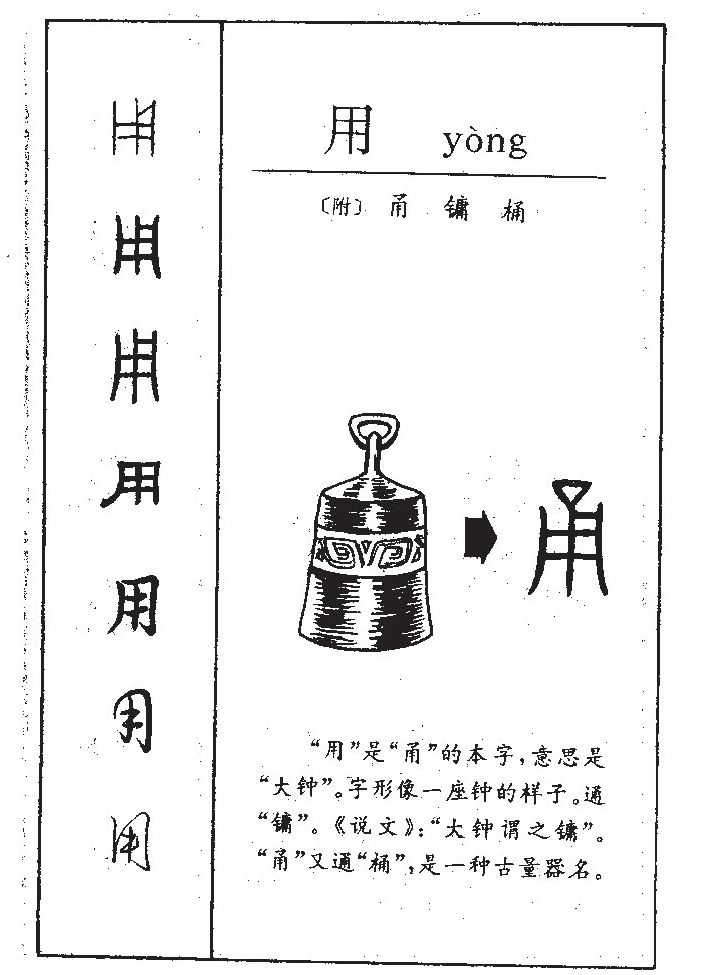 用 yòng
〔附〕 甬 镛 桶
“用”是“甬”的本字，意思是
“大钟”。字形像一座钟的样子。通
“镛”。《说文》：“大钟谓之镛”。
“甬”又通“桶”，是一种古量器名。
用
用
用
用
用
用
用
甬